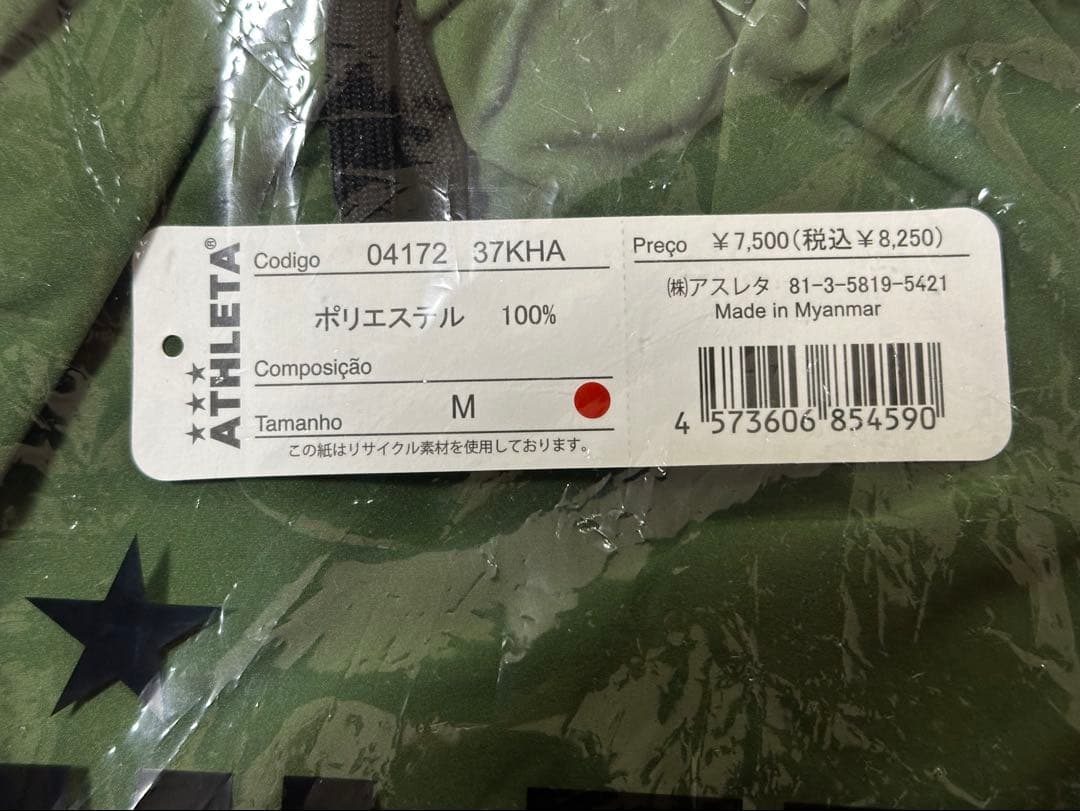 ★★★ATHLETA®
Codigo 04172 37KHA
ポリエステル 100%
Composição
Tamanho M
この紙はリサイクル素材を使用しております。
Preço ¥7,500(税込¥8,250)
㈱アスレタ 81-3-5819-5421
Made in Myanmar
4 573606 854590